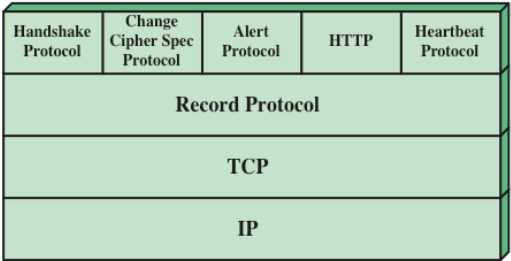 Handshake
Protocol
Change
Cipher Spec
Protocol
Alert
Protocol
HTTP
Heartbeat
Protocol
Record Protocol
TCP
IP